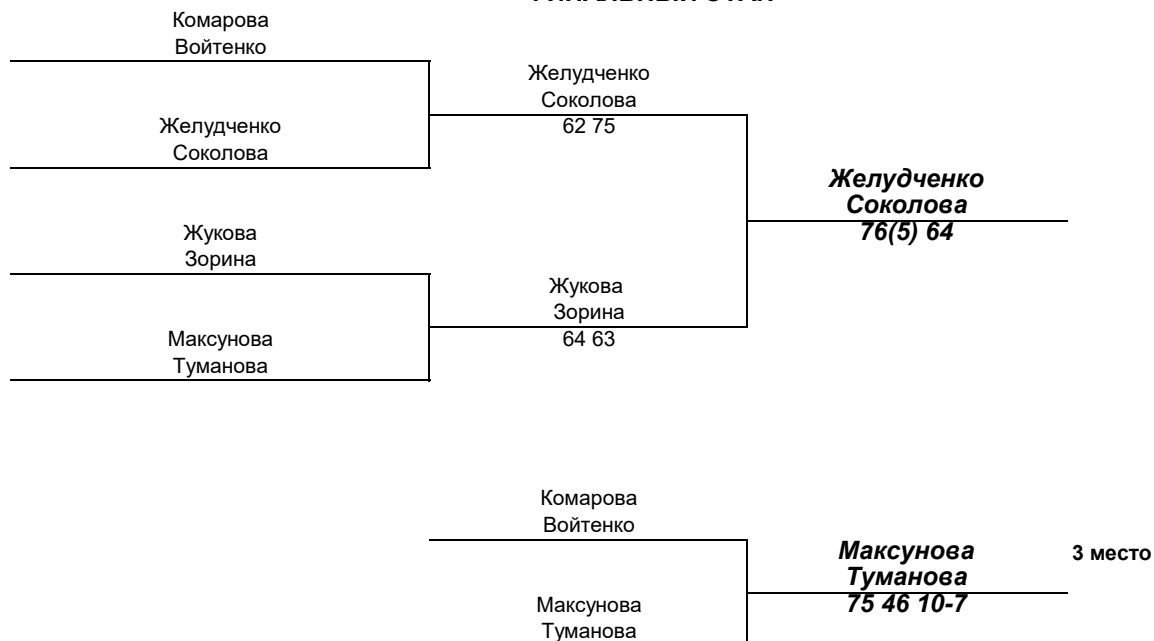 Комарова
Войтенко
Желудченко
Соколова
62 75
Желудченко
Соколова
Желудченко
Соколова
76(5) 64
Жукова
Зорина
Жукова
Зорина
64 63
Максунова
Туманова
Комарова
Войтенко
Максунова
Туманова
75 46 10-7
3 место
Максунова
Туманова